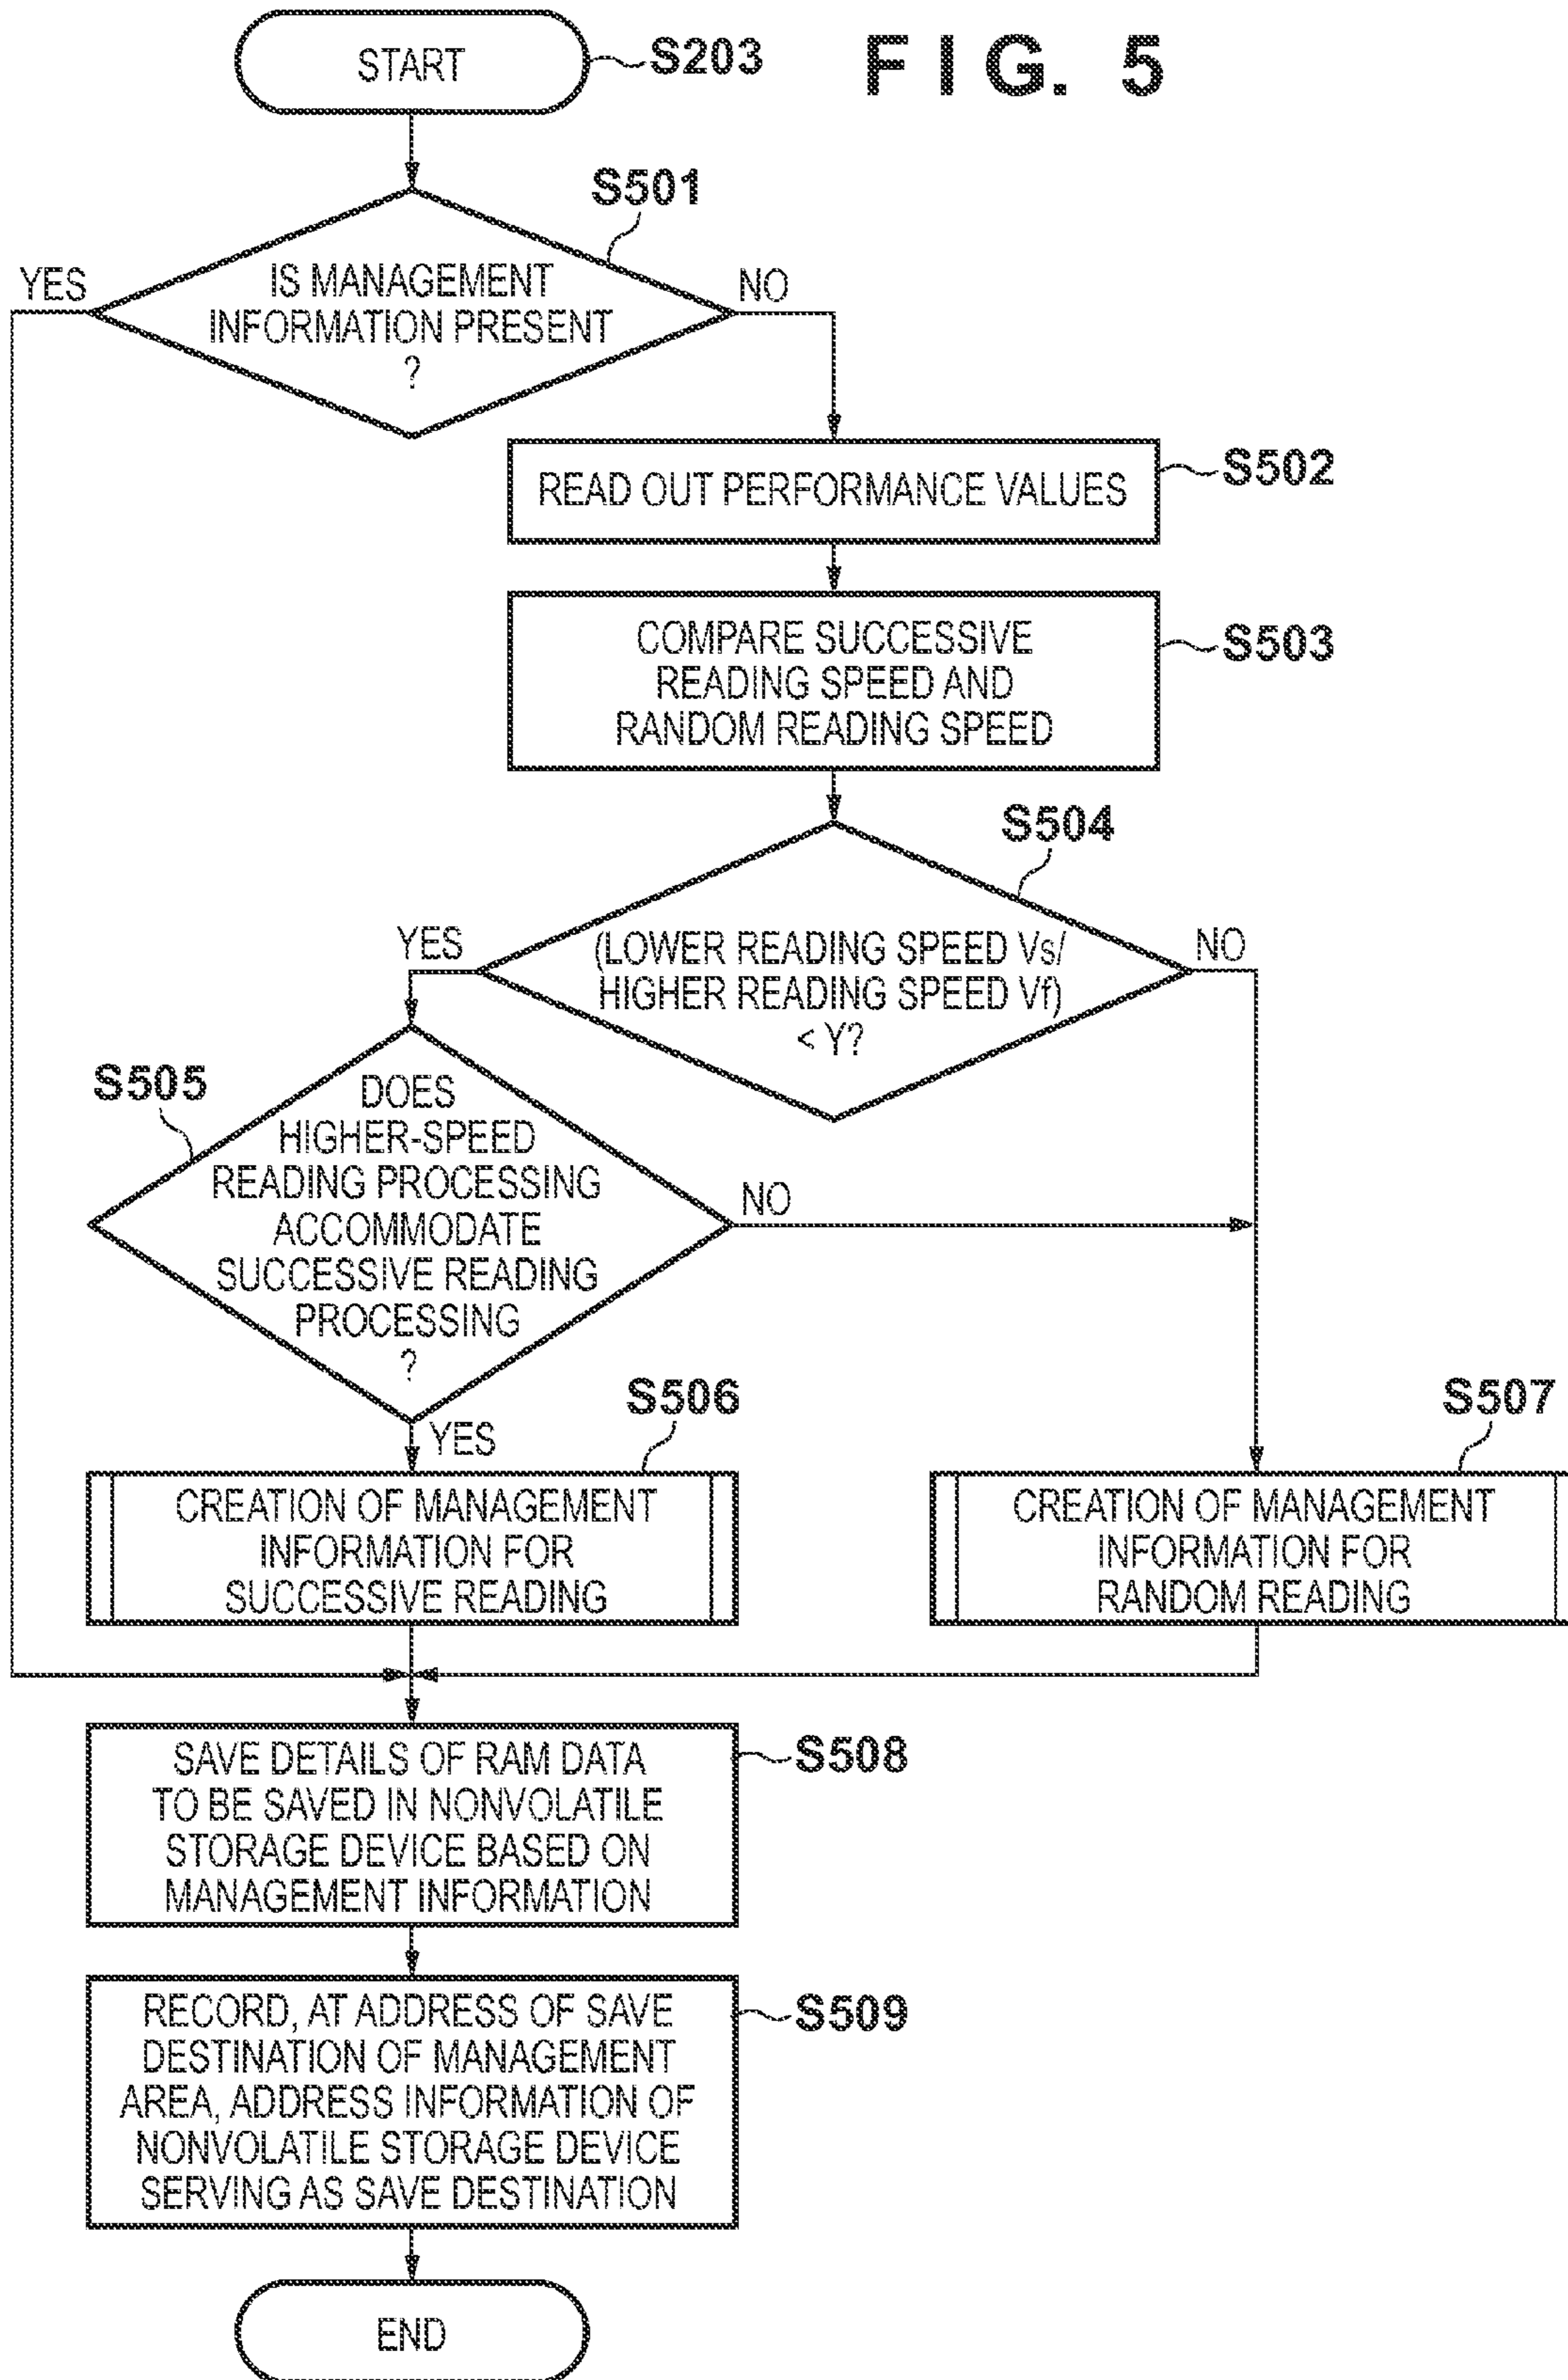 FIG. 5
START
S203
S501
IS MANAGEMENT
INFORMATION PRESENT
?
YES
NO
READ OUT PERFORMANCE VALUES
S502
COMPARE SUCCESSIVE
READING SPEED AND
RANDOM READING SPEED
S503
S504
(LOWER READING SPEED Vs/
HIGHER READING SPEED Vf)
< Y?
YES
NO
S505
DOES
HIGHER-SPEED
READING PROCESSING
ACCOMMODATE
SUCCESSIVE READING
PROCESSING
?
NO
YES
S506
CREATION OF MANAGEMENT
INFORMATION FOR
SUCCESSIVE READING
S507
CREATION OF MANAGEMENT
INFORMATION FOR
RANDOM READING
SAVE DETAILS OF RAM DATA
TO BE SAVED IN NONVOLATILE
STORAGE DEVICE BASED ON
MANAGEMENT INFORMATION
S508
RECORD, AT ADDRESS OF SAVE
DESTINATION OF MANAGEMENT
AREA, ADDRESS INFORMATION OF
NONVOLATILE STORAGE DEVICE
SERVING AS SAVE DESTINATION
S509
END